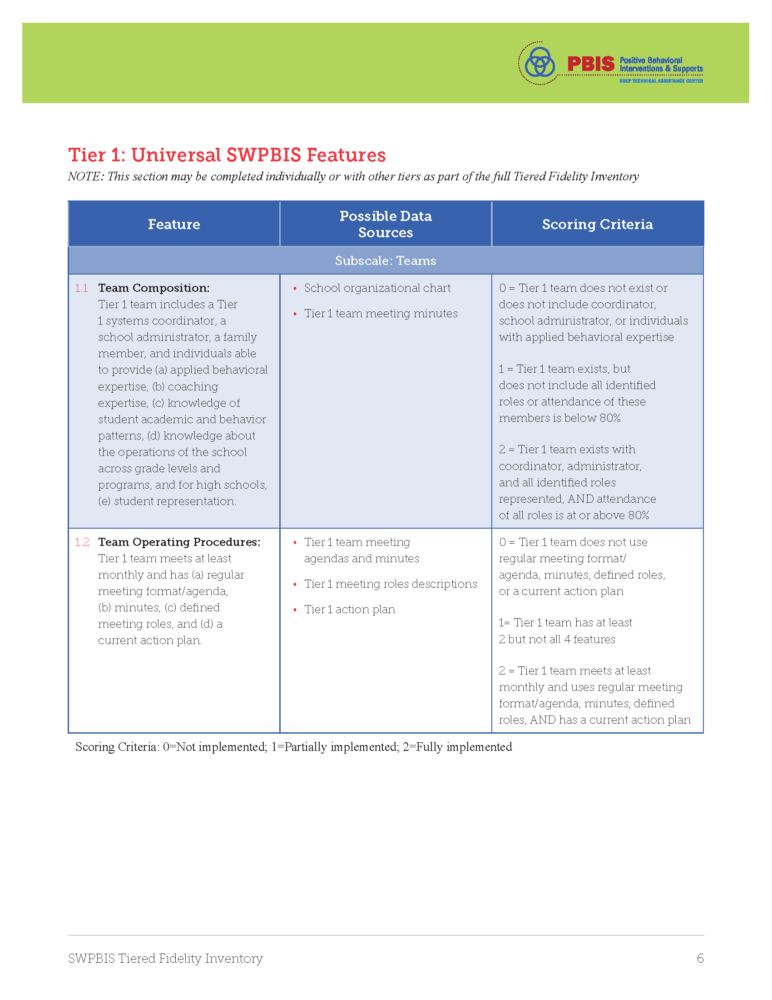 PBIS Positive Behavioral
Interventions & Supports
OSEP TECHNICAL ASSISTANCE CENTER
Tier 1: Universal SWPBIS Features
NOTE: This section may be completed individually or with other tiers as part of the full Tiered Fidelity Inventory
Feature
Possible Data
Sources
Scoring Criteria
Subscale: Teams
1.1 Team Composition:
Tier 1 team includes a Tier
1 systems coordinator, a
school administrator, a family
member, and individuals able
to provide (a) applied behavioral
expertise, (b) coaching
expertise, (c) knowledge of
student academic and behavior
patterns, (d) knowledge about
the operations of the school
across grade levels and
programs, and for high schools,
(e) student representation.
• School organizational chart
• Tier 1 team meeting minutes
0 = Tier 1 team does not exist or
does not include coordinator,
school administrator, or individuals
with applied behavioral expertise
1 = Tier 1 team exists, but
does not include all identified
roles or attendance of these
members is below 80%
2 = Tier 1 team exists with
coordinator, administrator,
and all identified roles
represented, AND attendance
of all roles is at or above 80%
1.2 Team Operating Procedures:
Tier 1 team meets at least
monthly and has (a) regular
meeting format/agenda,
(b) minutes, (c) defined
meeting roles, and (d) a
current action plan.
• Tier 1 team meeting
agendas and minutes
• Tier 1 meeting roles descriptions
• Tier 1 action plan
0 = Tier 1 team does not use
regular meeting format/
agenda, minutes, defined roles,
or a current action plan
1= Tier 1 team has at least
2 but not all 4 features
2 = Tier 1 team meets at least
monthly and uses regular meeting
format/agenda, minutes, defined
roles, AND has a current action plan
Scoring Criteria: 0=Not implemented; 1=Partially implemented; 2=Fully implemented
SWPBIS Tiered Fidelity Inventory
6